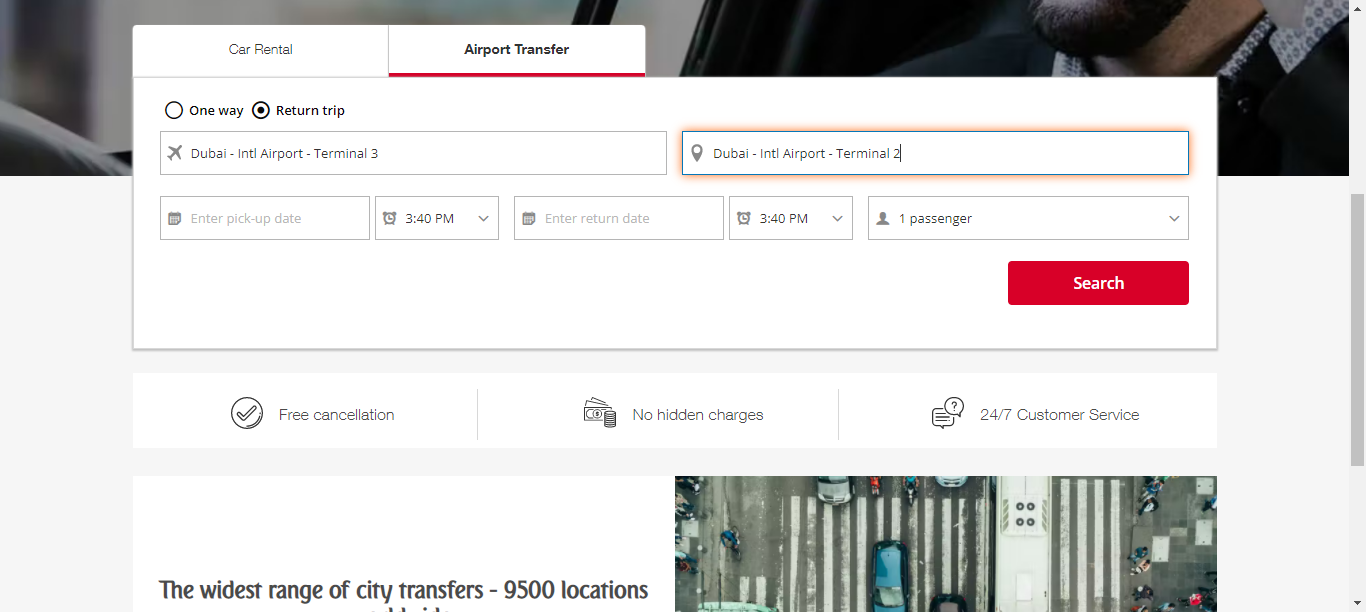 Car Rental
Airport Transfer
One way
Return trip
Dubai - Intl Airport - Terminal 3
Dubai - Intl Airport - Terminal 2
Enter pick-up date
3:40 PM
Enter return date
3:40 PM
1 passenger
Search
Free cancellation
No hidden charges
24/7 Customer Service
The widest range of city transfers - 9500 locations